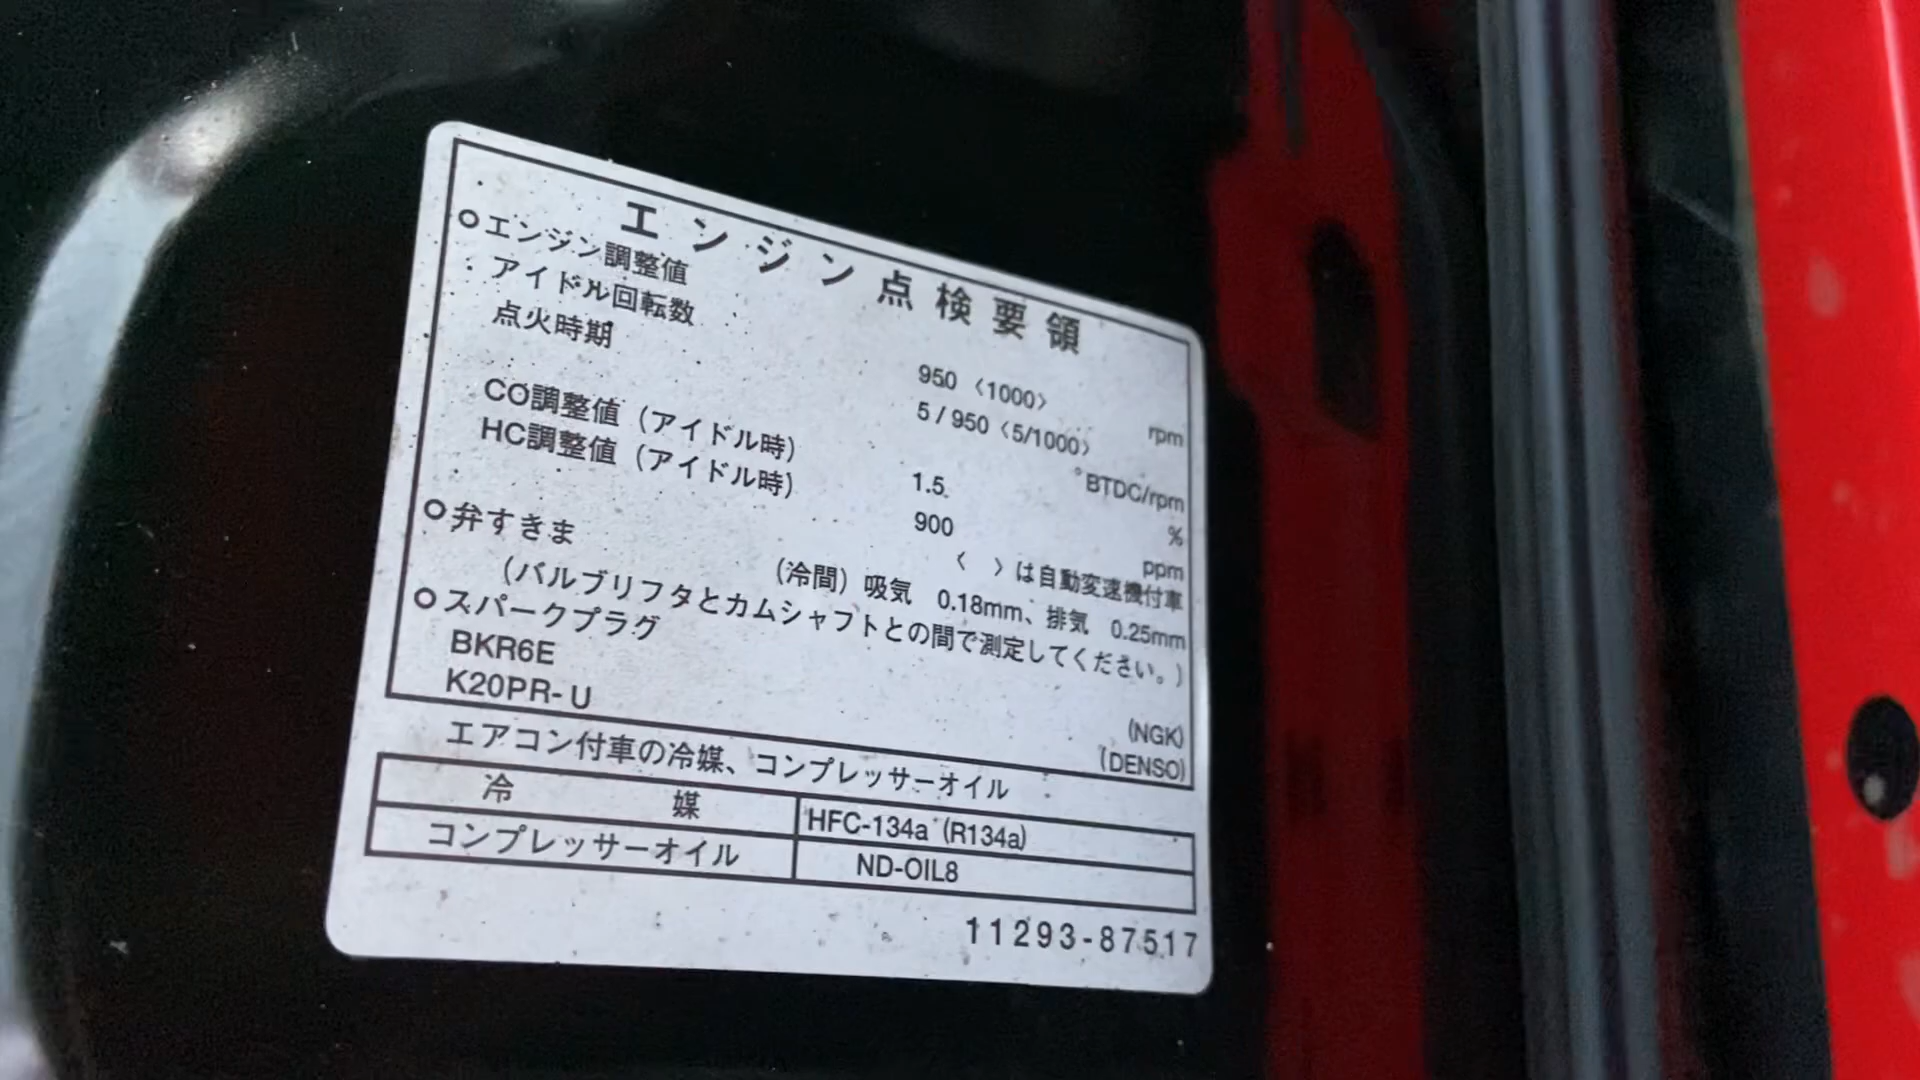 エンジン点検要領
○エンジン調整値
アイドル回転数 950 〈1000〉 rpm
点火時期 5/950〈5/1000〉 °BTDC/rpm
CO調整値（アイドル時） 1.5 %
HC調整値（アイドル時） 900 ppm
〈 〉は自動変速機付車
○弁すきま （冷間）吸気 0.18mm、排気 0.25mm
（バルブリフタとカムシャフトとの間で測定してください。）
○スパークプラグ
BKR6E (NGK)
K20PR-U (DENSO)
エアコン付車の冷媒、コンプレッサーオイル
冷媒 HFC-134a (R134a)
コンプレッサーオイル ND-OIL8
11293-87517